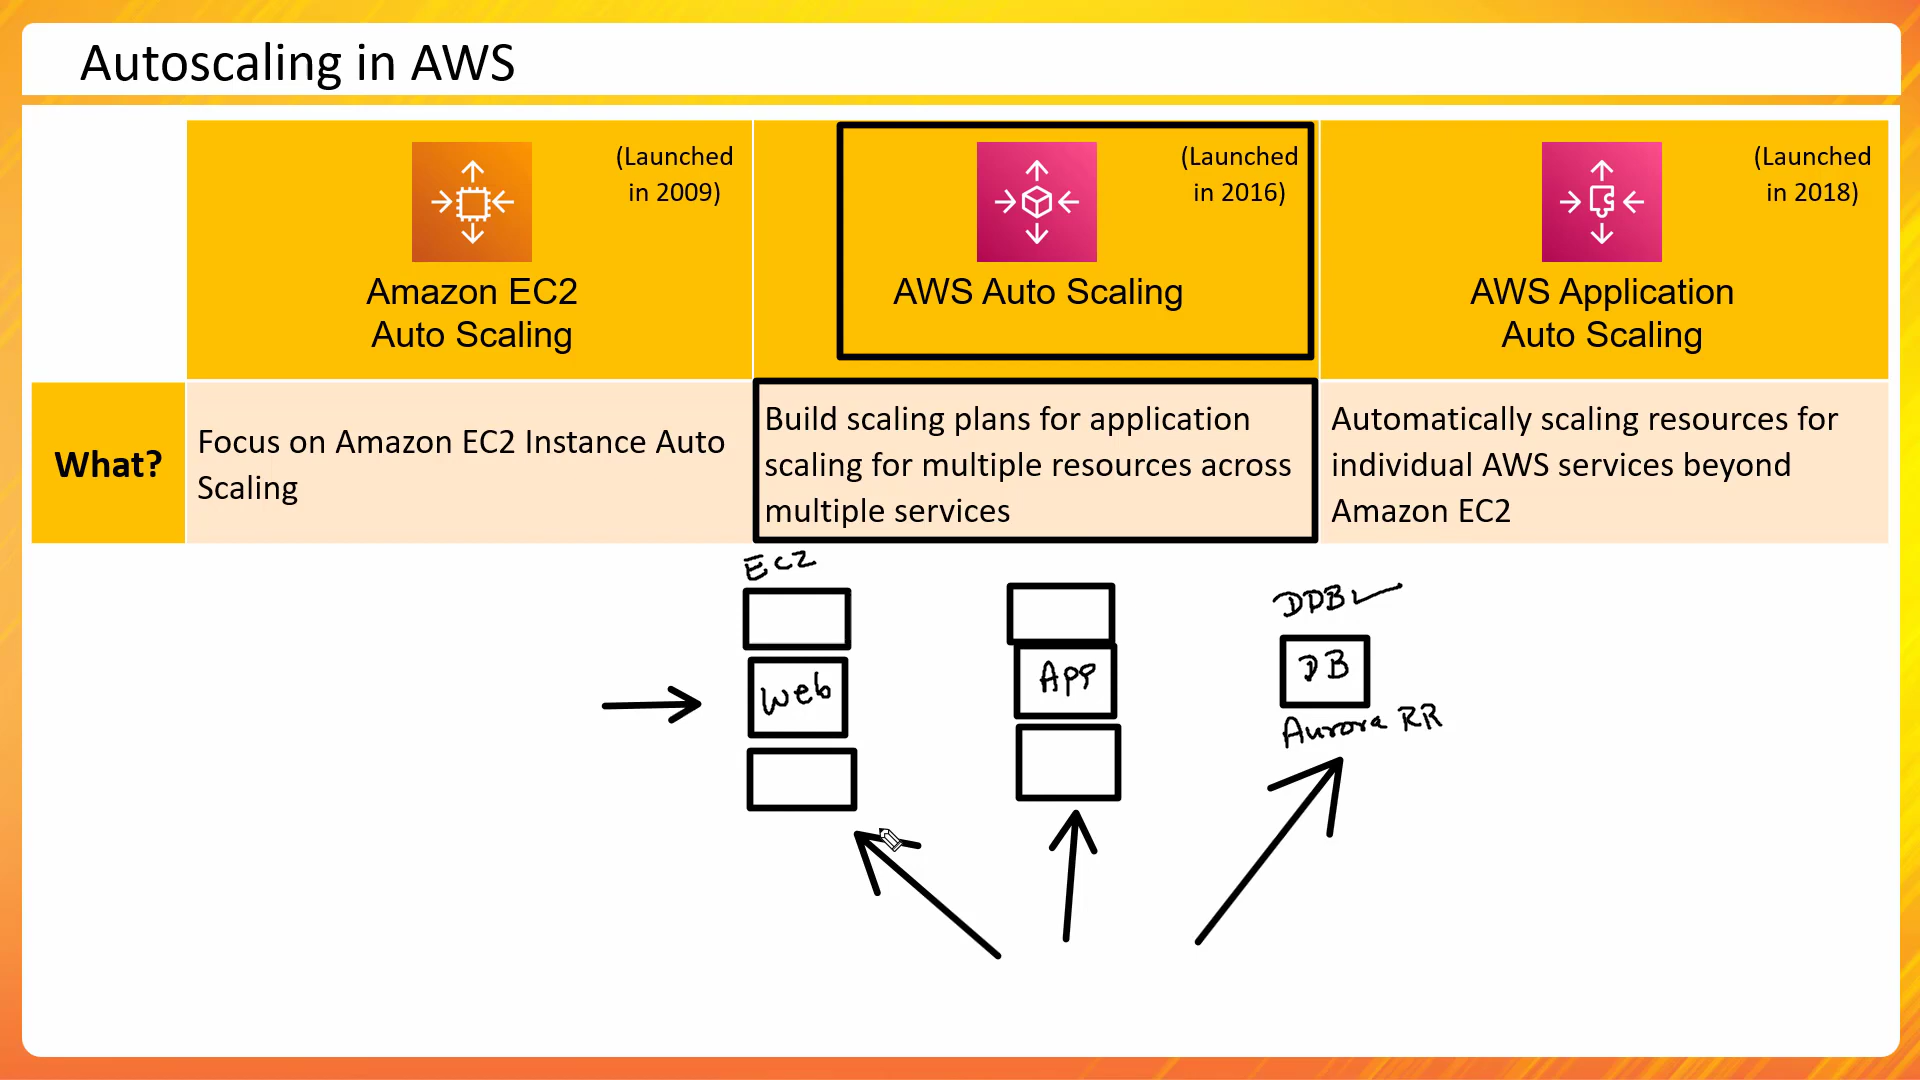 Autoscaling in AWS
(Launched
in 2009)
Amazon EC2
Auto Scaling
(Launched
in 2016)
AWS Auto Scaling
(Launched
in 2018)
AWS Application
Auto Scaling
What?
Focus on Amazon EC2 Instance Auto
Scaling
Build scaling plans for application
scaling for multiple resources across
multiple services
Automatically scaling resources for
individual AWS services beyond
Amazon EC2
EC2
Web
App
DDB
DB
Aurora RR